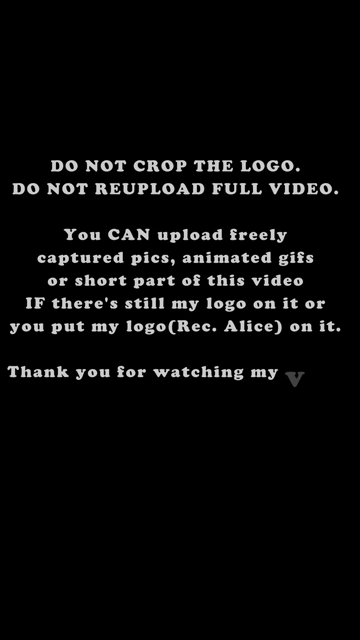 DO NOT CROP THE LOGO.
DO NOT REUPLOAD FULL VIDEO.
You CAN upload freely
captured pics, animated gifs
or short part of this video
IF there's still my logo on it or
you put my logo(Rec. Alice) on it.
Thank you for watching my v